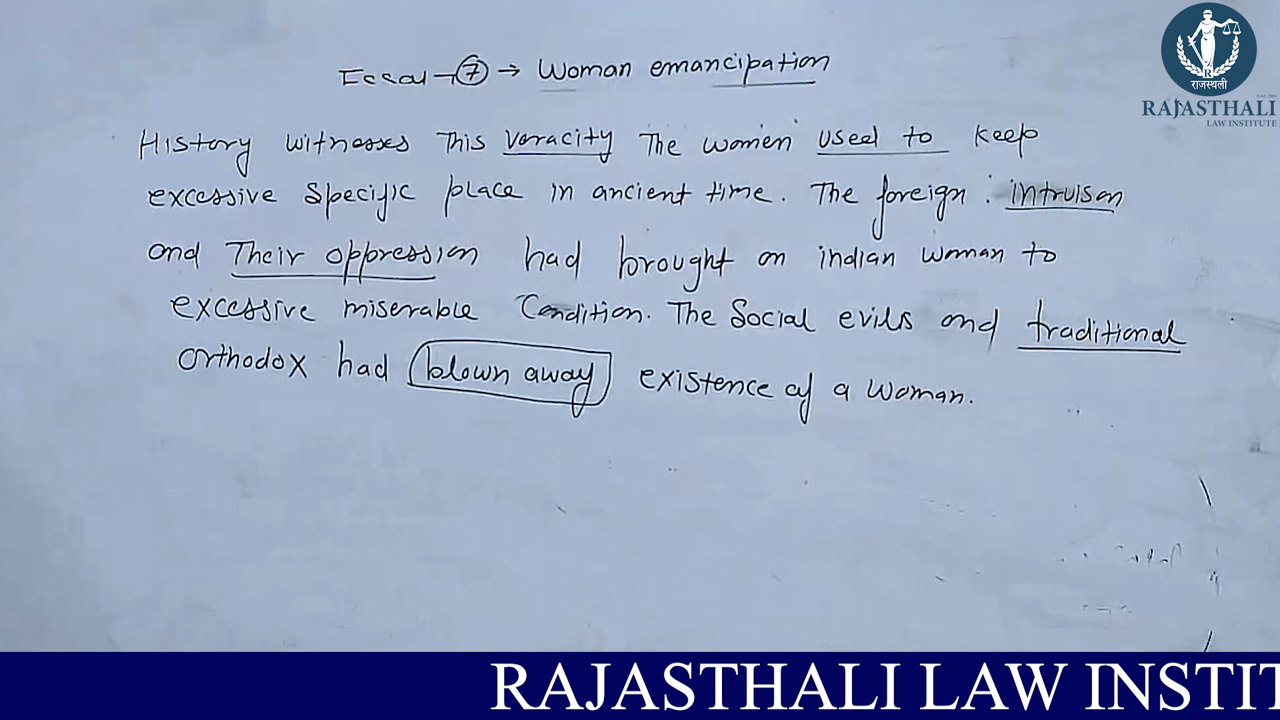 Essay → ⑦ → Woman emancipation
History witnesses This veracity The women used to keep
excessive specific place in ancient time. The foreign : intruison
and Their oppression had brought on indian woman to
excessive miserable Condition. The Social evils and traditional
orthodox had blown away existence of a woman.
राजस्थली
RAJASTHALI
LAW INSTITUTE
RAJASTHALI LAW INSTIT